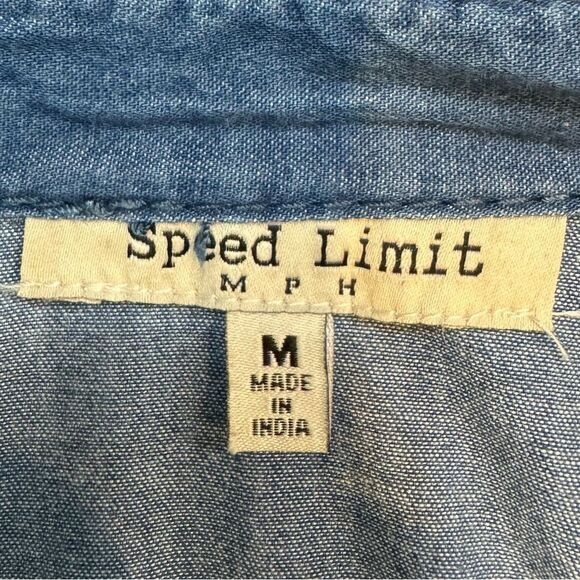 Speed Limit
M P H
M
MADE
IN
INDIA